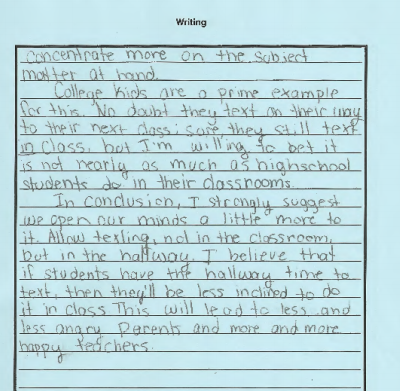 Writing
Concentrate more on the subject
matter at hand.
College kids are a prime example
for this. No doubt they text on their way
to their next class; sure they still text
in class, but I'm willing to bet it
is not nearly as much as highschool
students do in their classrooms.
In conclusion, I strongly suggest
we open our minds a little more to
it. Allow texting, not in the classroom,
but in the hallway. I believe that
if students have the hallway time to
text, then they'll be less inclined to do
it in class. This will lead to less and
less angry parents and more and more
happy teachers.